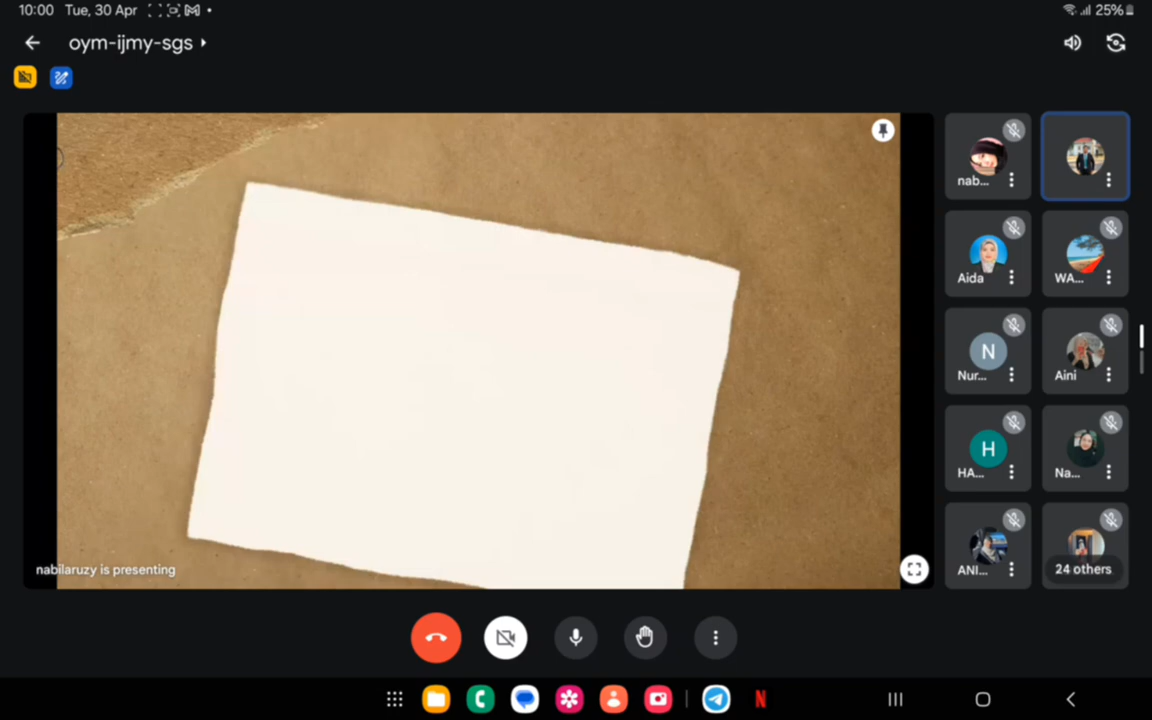 10:00 Tue, 30 Apr
25%
oym-ijmy-sgs
nab...
Aida
WA...
Nur...
N
Aini
HA...
H
Na...
ANI...
24 others
nabilaruzy is presenting